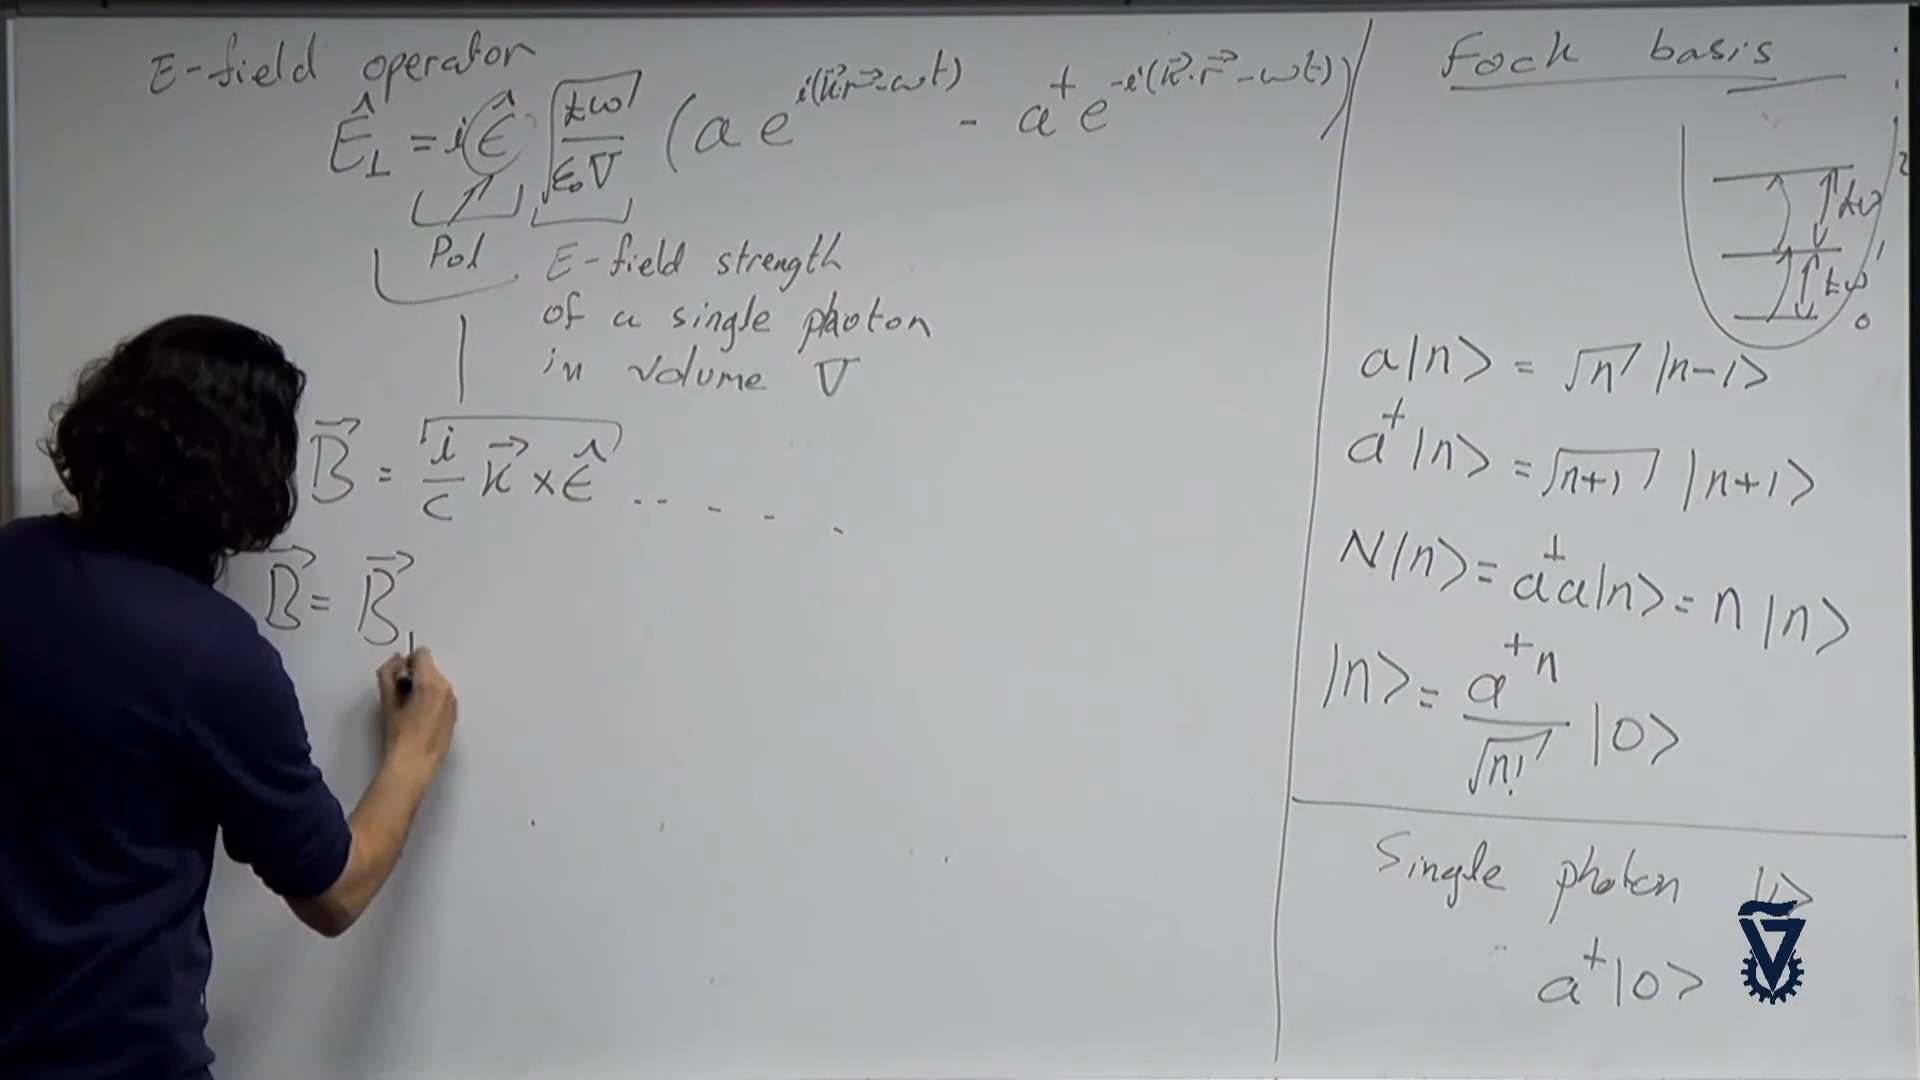 E-field operator
Ê⊥ = i ε̂ √(ħω/ε₀V) (a e^{i(k⃗·r⃗-ωt)} - a⁺ e^{-i(k⃗·r⃗-ωt)})
Pol
E-field strength
of a single photon
in volume V
B⃗ = i/c k⃗ × ε̂ .. - - .
B⃗ = B⃗⊥
Fock basis
2
ħω
1
ħω
0
a|n> = √n |n-1>
a⁺|n> = √(n+1) |n+1>
N|n> = a⁺a|n> = n|n>
|n> = a⁺ⁿ/√n! |0>
Single photon |1>
a⁺|0>